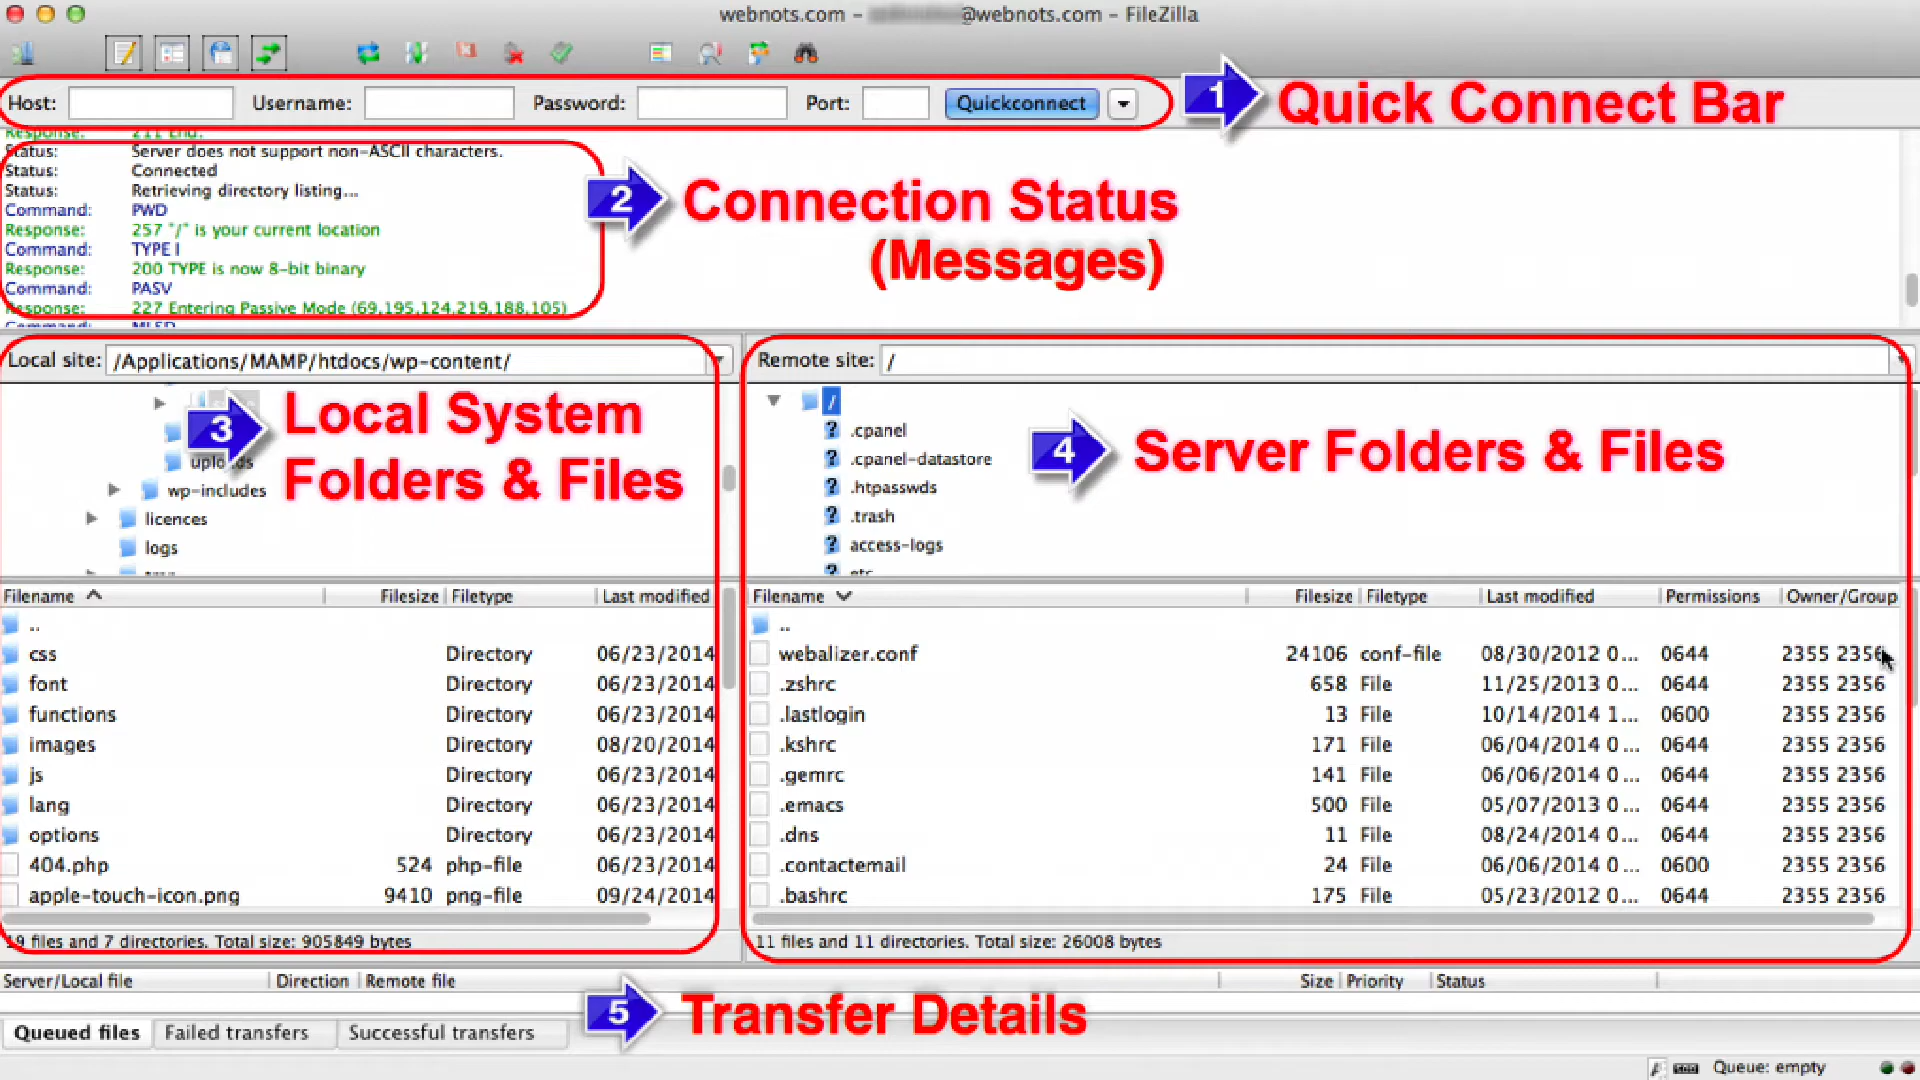 webnots.com – @webnots.com – FileZilla
Host: Username: Password: Port: Quickconnect
1 Quick Connect Bar
Response: 211 End.
Status: Server does not support non-ASCII characters.
Status: Connected
Status: Retrieving directory listing...
Command: PWD
Response: 257 "/" is your current location
Command: TYPE I
Response: 200 TYPE is now 8-bit binary
Command: PASV
Response: 227 Entering Passive Mode (69,195,124,219,188,105)
Command: MLSD
2 Connection Status
(Messages)
Local site: /Applications/MAMP/htdocs/wp-content/
3 Local System
Folders & Files
uploads
wp-includes
licences
logs
Filename Filesize Filetype Last modified
..
css Directory 06/23/2014
font Directory 06/23/2014
functions Directory 06/23/2014
images Directory 08/20/2014
js Directory 06/23/2014
lang Directory 06/23/2014
options Directory 06/23/2014
404.php 524 php-file 06/23/2014
apple-touch-icon.png 9410 png-file 09/24/2014
19 files and 7 directories. Total size: 905849 bytes
Remote site: /
/
.cpanel
.cpanel-datastore
.htpasswds
.trash
access-logs
etc
4 Server Folders & Files
Filename Filesize Filetype Last modified Permissions Owner/Group
..
webalizer.conf 24106 conf-file 08/30/2012 0... 0644 2355 2356
.zshrc 658 File 11/25/2013 0... 0644 2355 2356
.lastlogin 13 File 10/14/2014 1... 0600 2355 2356
.kshrc 171 File 06/04/2014 0... 0644 2355 2356
.gemrc 141 File 06/06/2014 0... 0644 2355 2356
.emacs 500 File 05/07/2013 0... 0644 2355 2356
.dns 11 File 08/24/2014 0... 0644 2355 2356
.contactemail 24 File 06/06/2014 0... 0600 2355 2356
.bashrc 175 File 05/23/2012 0... 0644 2355 2356
11 files and 11 directories. Total size: 26008 bytes
Server/Local file Direction Remote file Size Priority Status
5 Transfer Details
Queued files Failed transfers Successful transfers
Queue: empty